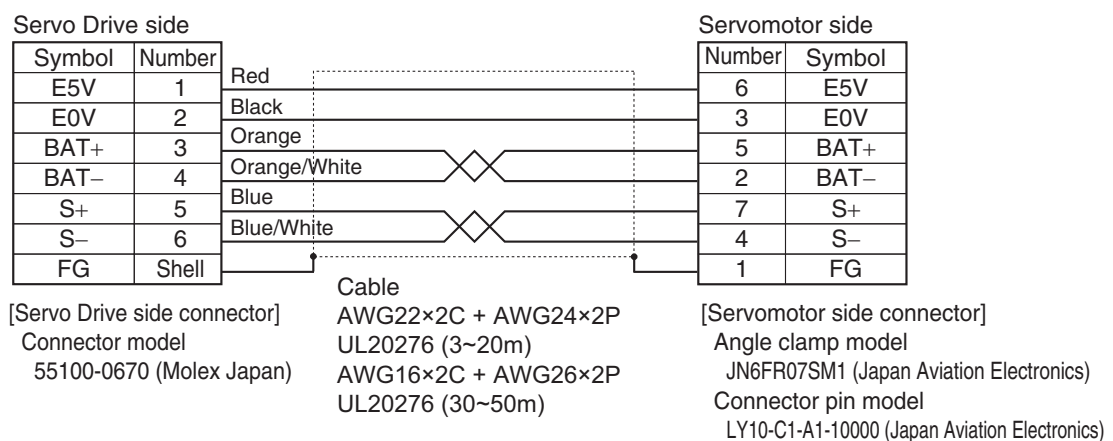 Servo Drive side
Servomotor side
Symbol Number
Number Symbol
E5V 1 Red 6 E5V
E0V 2 Black 3 E0V
BAT+ 3 Orange 5 BAT+
BAT− 4 Orange/White 2 BAT−
S+ 5 Blue 7 S+
S− 6 Blue/White 4 S−
FG Shell 1 FG
[Servo Drive side connector]
Connector model
55100-0670 (Molex Japan)
Cable
AWG22×2C + AWG24×2P
UL20276 (3~20m)
AWG16×2C + AWG26×2P
UL20276 (30~50m)
[Servomotor side connector]
Angle clamp model
JN6FR07SM1 (Japan Aviation Electronics)
Connector pin model
LY10-C1-A1-10000 (Japan Aviation Electronics)